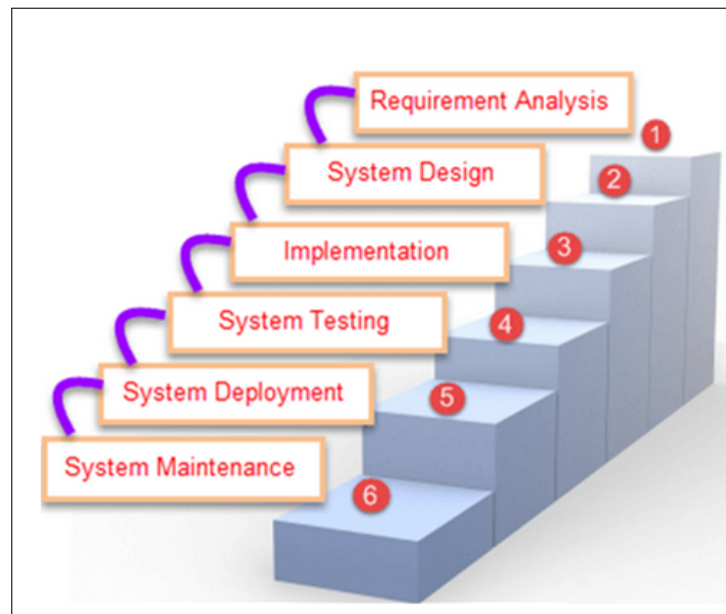 Requirement Analysis
1
System Design
2
Implementation
3
System Testing
4
System Deployment
5
System Maintenance
6